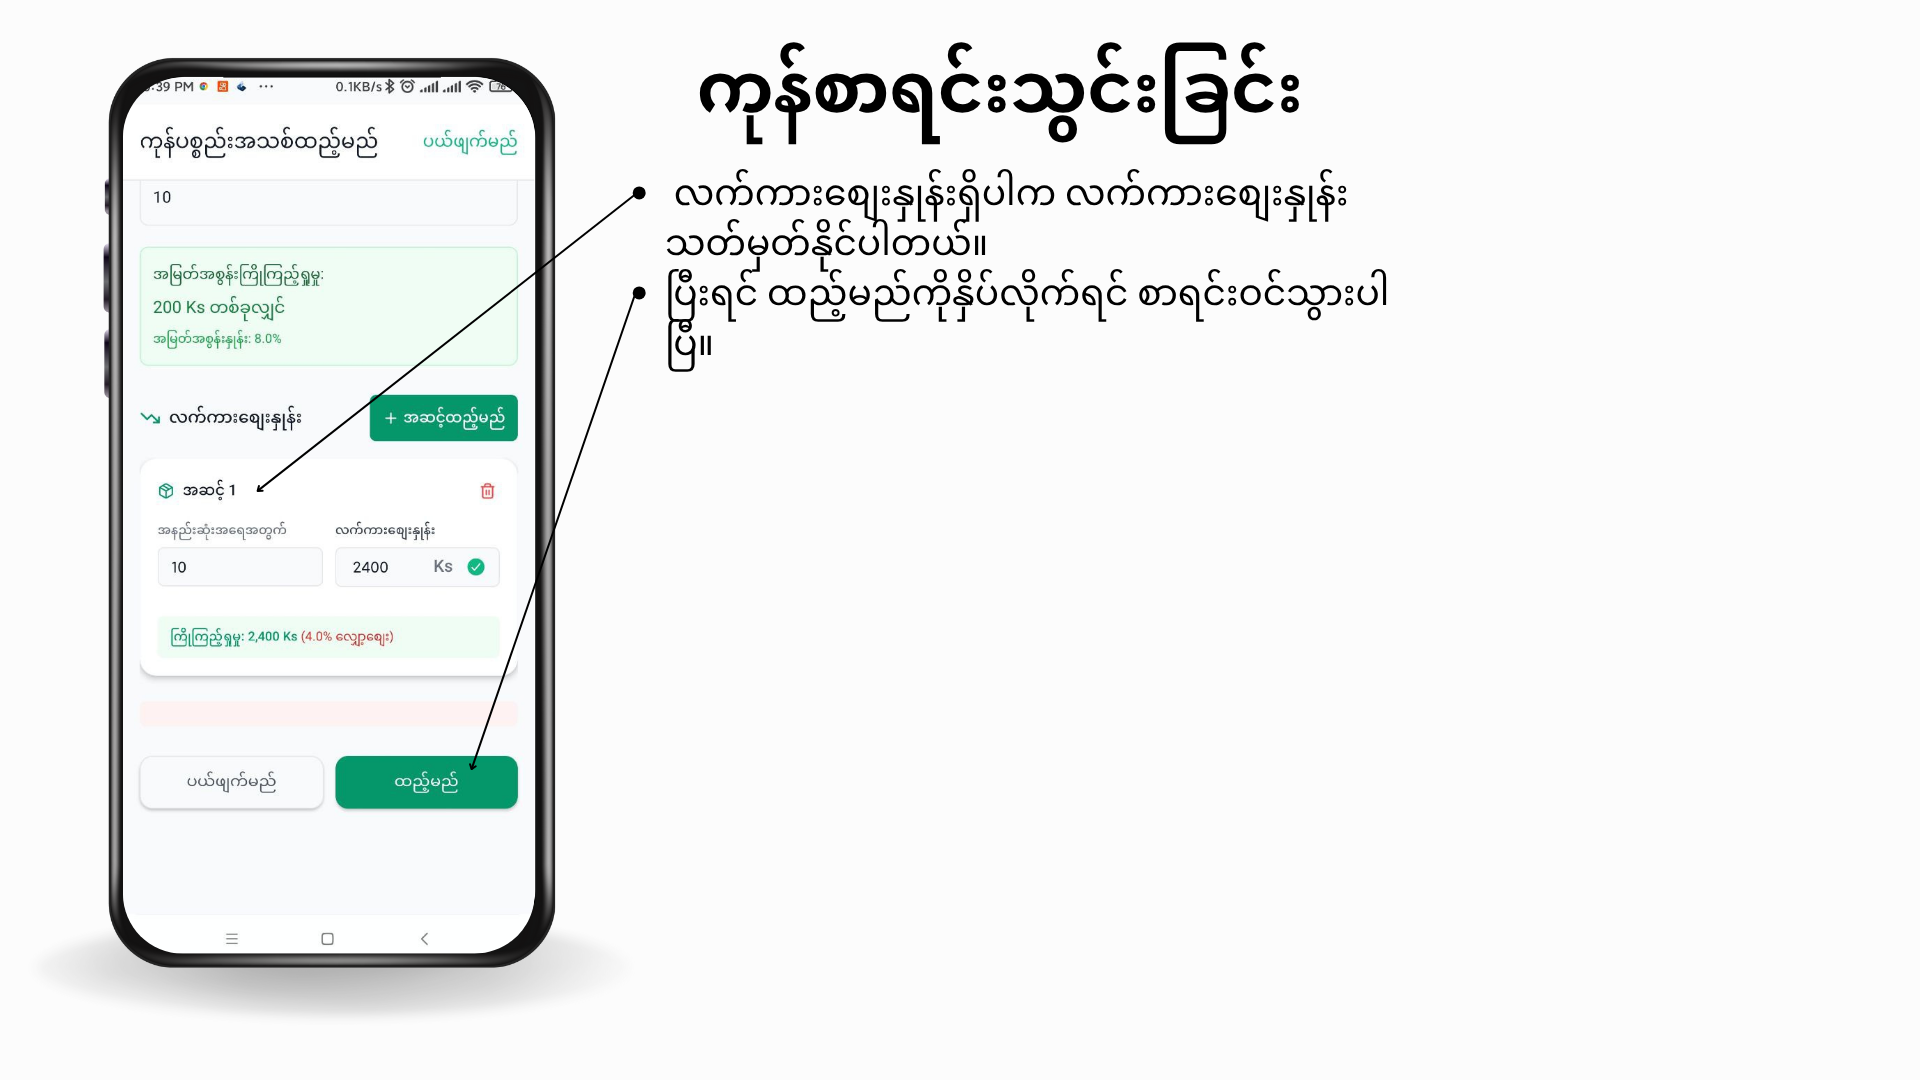 ကုန်စာရင်းသွင်းခြင်း
လက်ကားဈေးနှုန်းရှိပါက လက်ကားဈေးနှုန်း
သတ်မှတ်နိုင်ပါတယ်။
ပြီးရင် ထည့်မည်ကိုနှိပ်လိုက်ရင် စာရင်းဝင်သွားပါ
ပြီ။
:39 PM ... 0.1KB/s
ကုန်ပစ္စည်းအသစ်ထည့်မည် ပယ်ဖျက်မည်
10
အမြတ်အစွန်းကြိုကြည့်ရှုမှု:
200 Ks တစ်ခုလျှင်
အမြတ်အစွန်းနှုန်း: 8.0%
လက်ကားဈေးနှုန်း + အဆင့်ထည့်မည်
အဆင့် 1
အနည်းဆုံးအရေအတွက် လက်ကားဈေးနှုန်း
10 2400 Ks
ကြိုကြည့်ရှုမှု: 2,400 Ks (4.0% လျှော့ဈေး)
ပယ်ဖျက်မည် ထည့်မည်